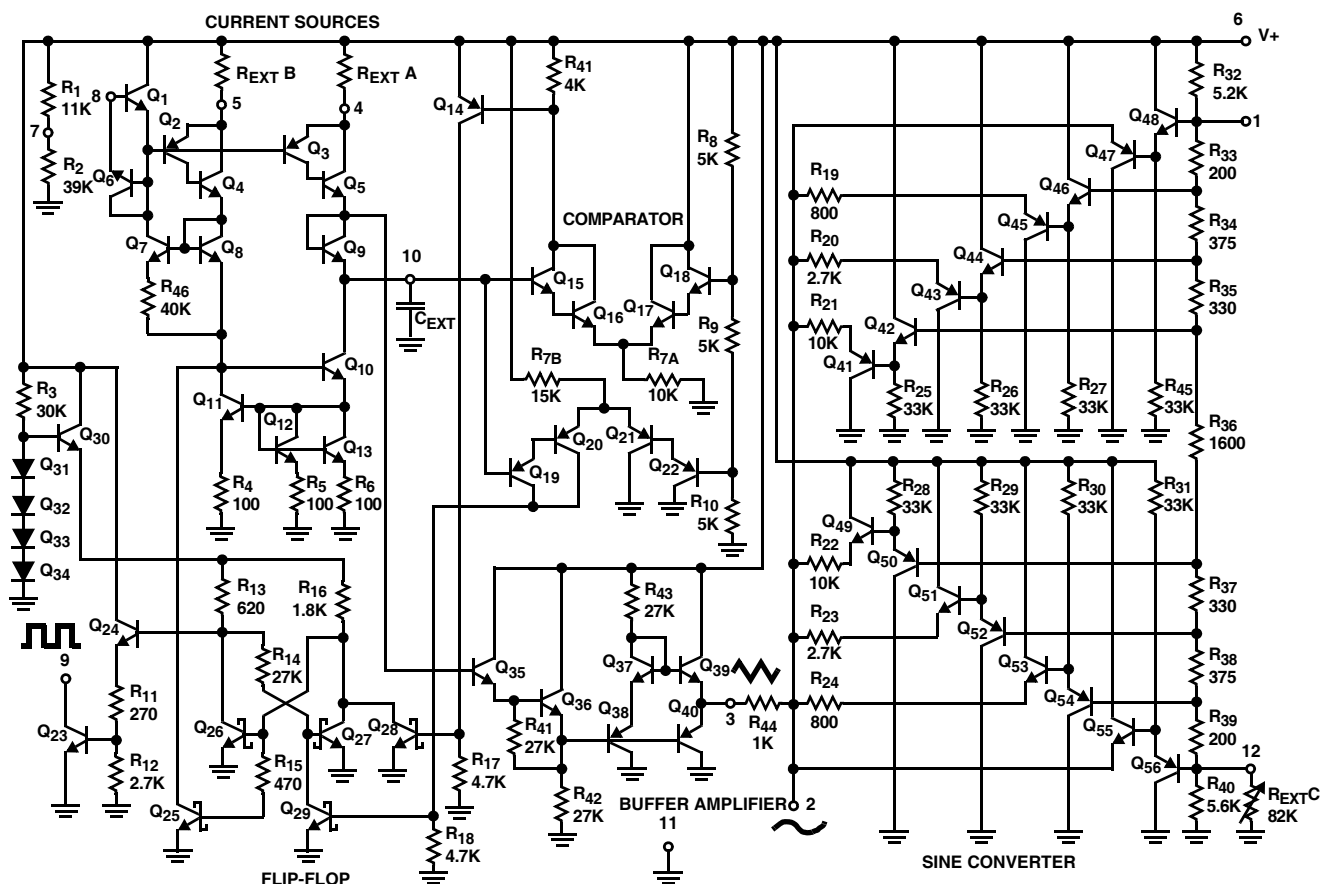 CURRENT SOURCES
6
V+
REXT B
REXT A
R41
4K
R32
5.2K
R1
11K
8
Q1
5
4
Q14
Q48
1
7
Q2
Q3
R8
5K
Q47
R33
200
R2
39K
Q6
Q4
Q5
R19
800
Q46
COMPARATOR
Q45
R34
375
Q7
Q8
Q9
R20
2.7K
Q44
10
Q15
Q18
R46
40K
Q43
R35
330
CEXT
Q16
Q17
R21
10K
Q42
R9
5K
R7B
15K
R7A
10K
Q41
Q10
R3
30K
Q11
Q12
R25
33K
R26
33K
R27
33K
R45
33K
Q30
Q13
Q20
Q21
R36
1600
Q31
Q19
Q22
R4
100
R5
100
R6
100
R28
33K
R29
33K
R30
33K
R31
33K
Q32
R10
5K
Q33
Q49
Q34
R22
10K
Q50
R13
620
R16
1.8K
R43
27K
Q51
R37
330
Q24
R23
2.7K
Q52
9
R14
27K
Q35
Q37
Q39
Q53
R38
375
R11
270
Q36
3
R24
800
Q54
Q23
Q26
Q27
Q28
R41
27K
Q38
Q40
R44
1K
Q55
R39
200
R12
2.7K
R15
470
R17
4.7K
Q56
12
Q25
Q29
R42
27K
BUFFER AMPLIFIER
2
R40
5.6K
REXTC
82K
R18
4.7K
11
FLIP-FLOP
SINE CONVERTER